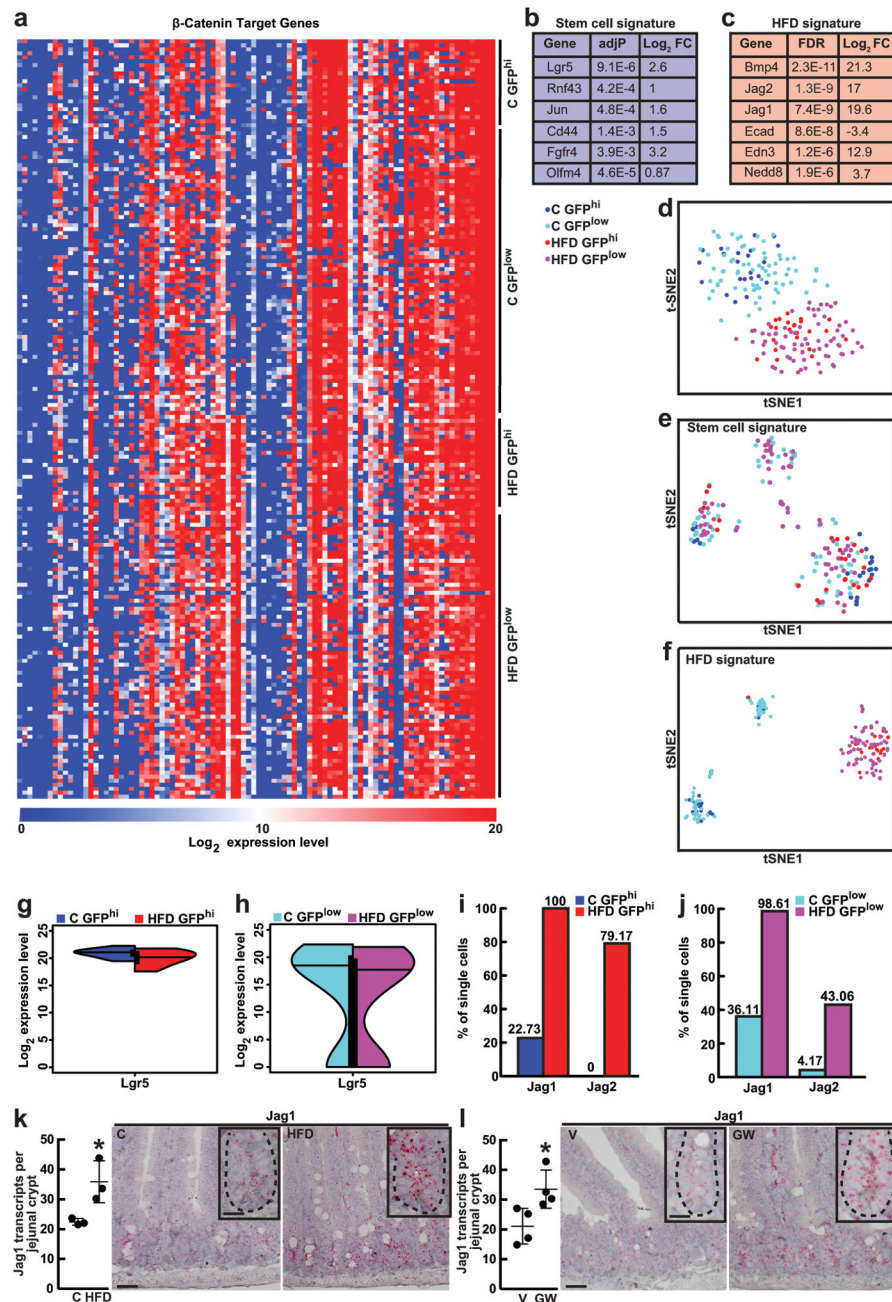 a
β-Catenin Target Genes
C GFPhi
C GFPlow
HFD GFPhi
HFD GFPlow
0 10 20
Log2 expression level
b Stem cell signature
Gene adjP Log2 FC
Lgr5 9.1E-6 2.6
Rnf43 4.2E-4 1
Jun 4.8E-4 1.6
Cd44 1.4E-3 1.5
Fgfr4 3.9E-3 3.2
Olfm4 4.6E-5 0.87
c HFD signature
Gene FDR Log2 FC
Bmp4 2.3E-11 21.3
Jag2 1.3E-9 17
Jag1 7.4E-9 19.6
Ecad 8.6E-8 -3.4
Edn3 1.2E-6 12.9
Nedd8 1.9E-6 3.7
C GFPhi
C GFPlow
HFD GFPhi
HFD GFPlow
d
t-SNE2
tSNE1
e
Stem cell signature
tSNE2
tSNE1
f
HFD signature
tSNE2
tSNE1
g
C GFPhi HFD GFPhi
Log2 expression level
25
20
15
10
5
0
Lgr5
h
C GFPlow HFD GFPlow
Log2 expression level
25
20
15
10
5
0
Lgr5
i
C GFPhi
HFD GFPhi
% of single cells
100
80
60
40
20
0
22.73
100
0
79.17
Jag1 Jag2
j
C GFPlow
HFD GFPlow
% of single cells
100
80
60
40
20
0
36.11
98.61
4.17
43.06
Jag1 Jag2
k
Jag1
Jag1 transcripts per
jejunal crypt
50
40
30
20
10
0
*
C HFD
C
HFD
l
Jag1
Jag1 transcripts per
jejunal crypt
50
40
30
20
10
0
*
V GW
V
GW